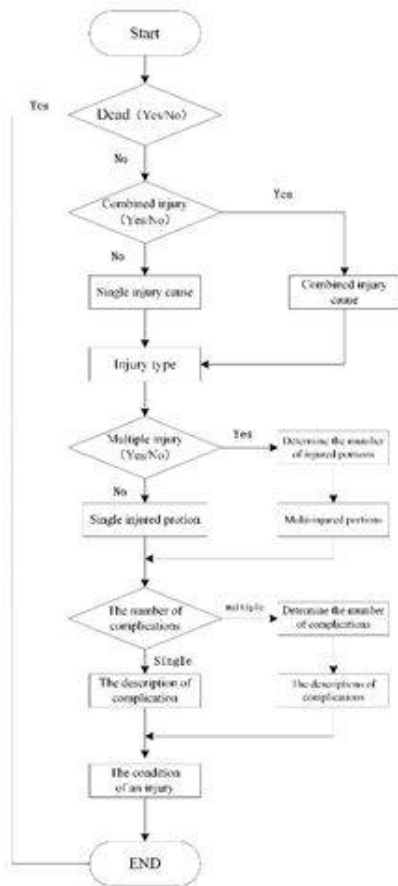 Start
Yes
Dead (Yes/No)
No
Combined injury
(Yes/No)
Yes
No
Single injury cause
Combined injury
cause
Injury type
Multiple injury
(Yes/No)
Yes
Determine the number
of injured portions
No
Single injured protion
Multi-injured portions
The number of
complications
multiple
Determine the number
of complications
Single
The description of
complication
The descriptions of
complications
The condition
of an injury
END